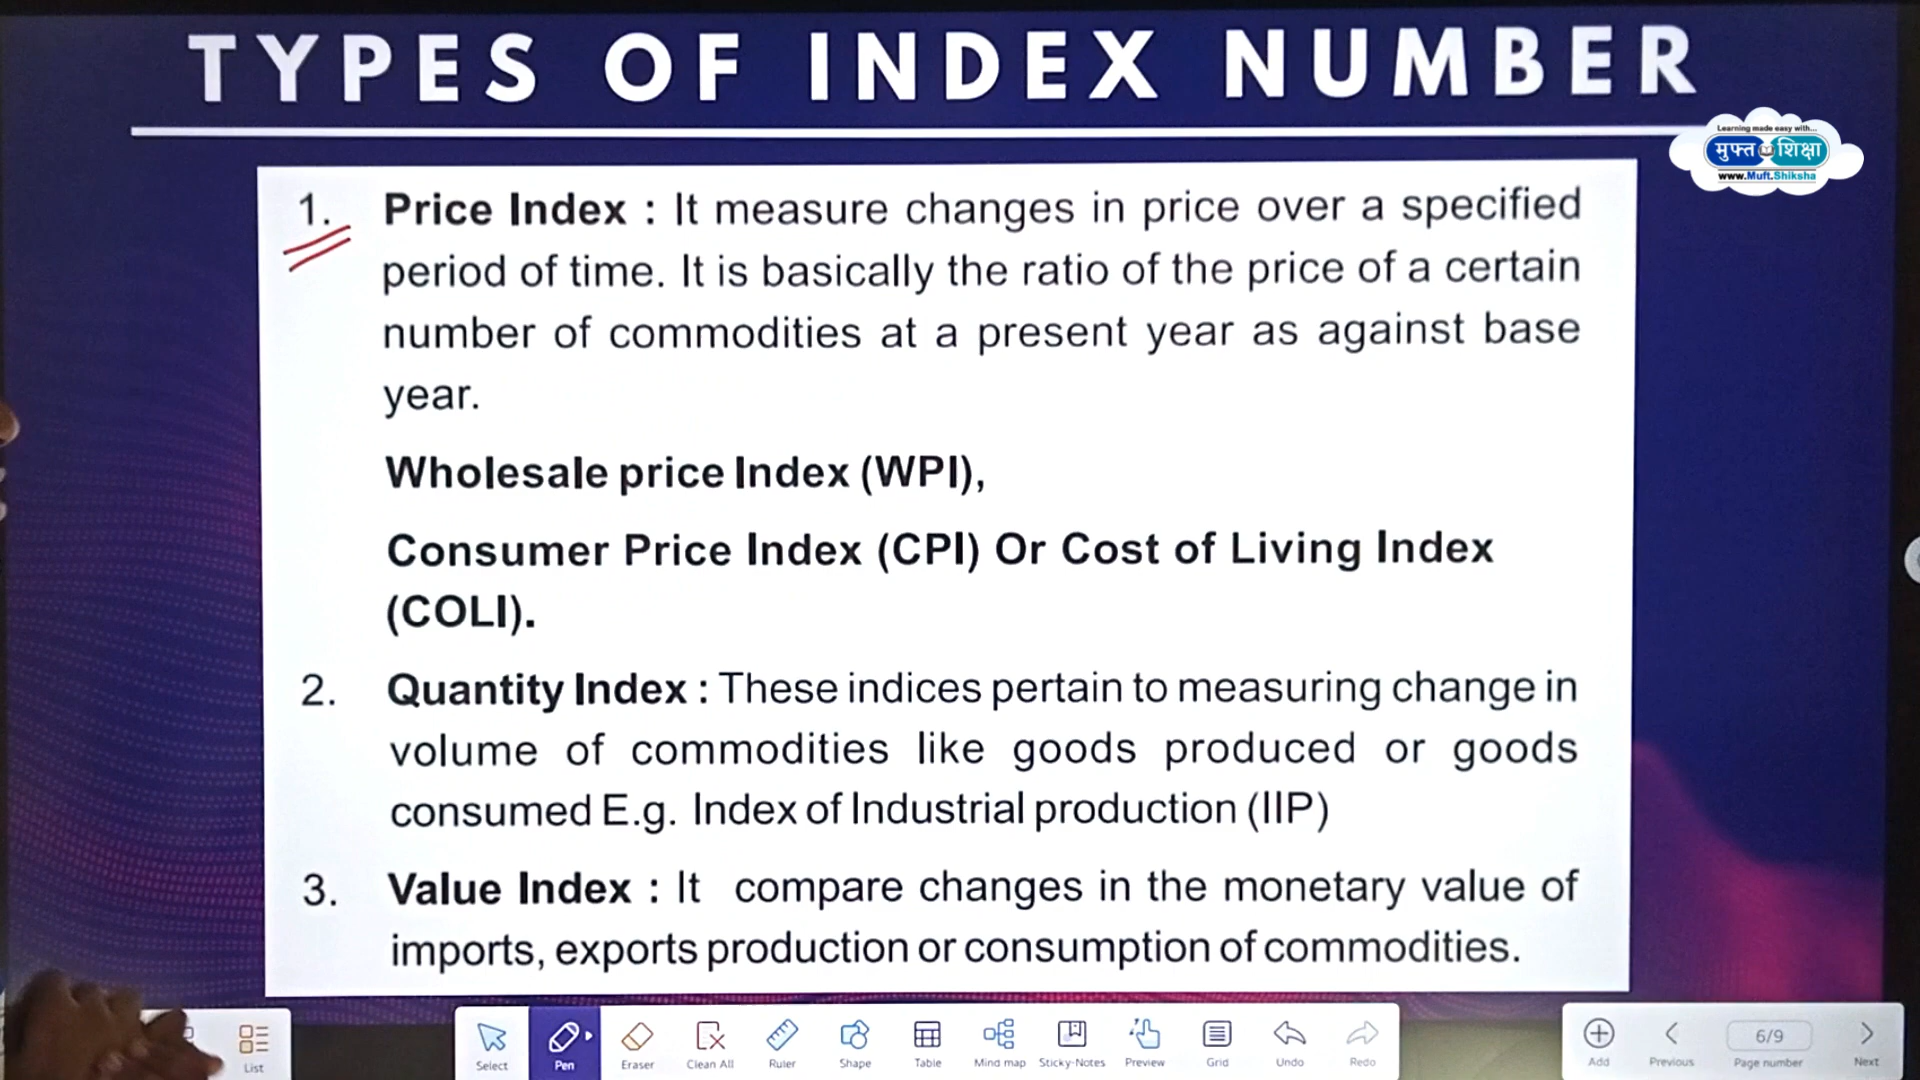 TYPES OF INDEX NUMBER
Learning made easy with...
मुफ्त शिक्षा
www.Muft.Shiksha
1. Price Index : It measure changes in price over a specified
period of time. It is basically the ratio of the price of a certain
number of commodities at a present year as against base
year.
Wholesale price Index (WPI),
Consumer Price Index (CPI) Or Cost of Living Index
(COLI).
2. Quantity Index : These indices pertain to measuring change in
volume of commodities like goods produced or goods
consumed E.g. Index of Industrial production (IIP)
3. Value Index : It compare changes in the monetary value of
imports, exports production or consumption of commodities.
List Select Pen Eraser Clean All Ruler Shape Table Mind map Sticky-Notes Preview Grid Undo Redo Add Previous 6/9 Page number Next